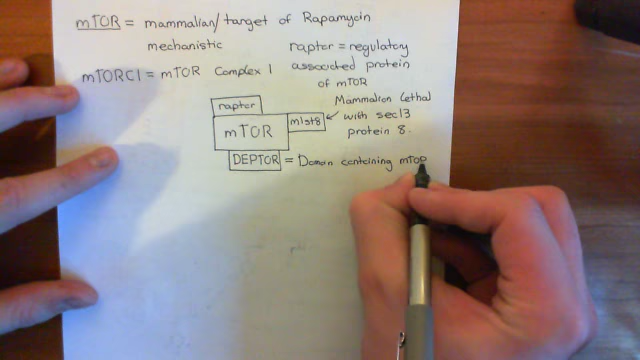 mTOR = mammalian/target of Rapamycin
mechanistic
raptor = regulatory
associated protein
of mTOR
mTORC1 = mTOR Complex 1
raptor
mTOR
mlst8
Mammalian lethal
with sec13
protein 8.
DEPTOR = Domain containing mTOR